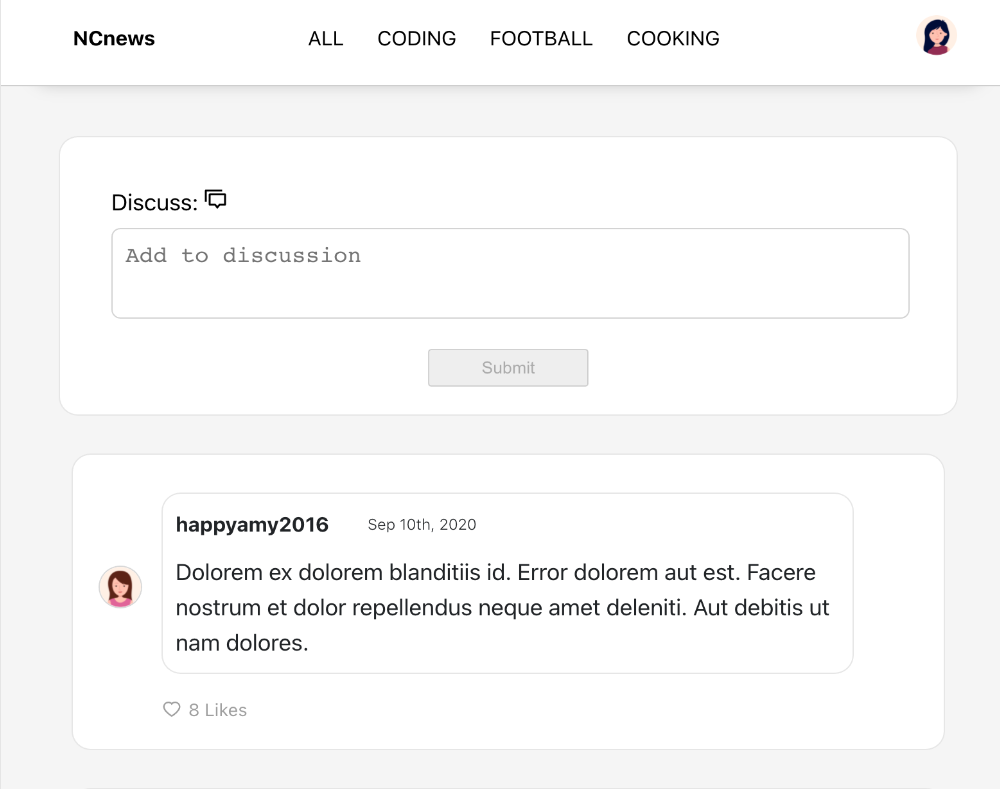 NCnews ALL CODING FOOTBALL COOKING
Discuss:
Add to discussion
Submit
happyamy2016 Sep 10th, 2020
Dolorem ex dolorem blanditiis id. Error dolorem aut est. Facere
nostrum et dolor repellendus neque amet deleniti. Aut debitis ut
nam dolores.
8 Likes